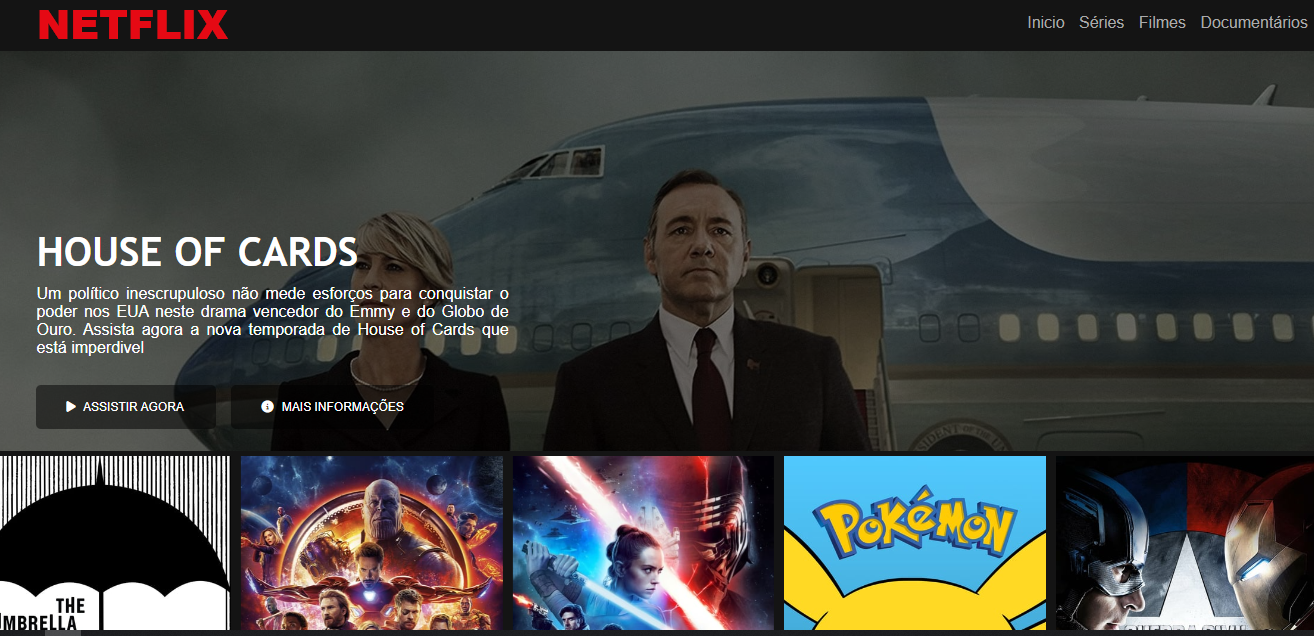 NETFLIX
Inicio Séries Filmes Documentários
HOUSE OF CARDS
Um político inescrupuloso não mede esforços para conquistar o
poder nos EUA neste drama vencedor do Emmy e do Globo de
Ouro. Assista agora a nova temporada de House of Cards que
está imperdivel
ASSISTIR AGORA
MAIS INFORMAÇÕES
THE
UMBRELLA
POKéMON